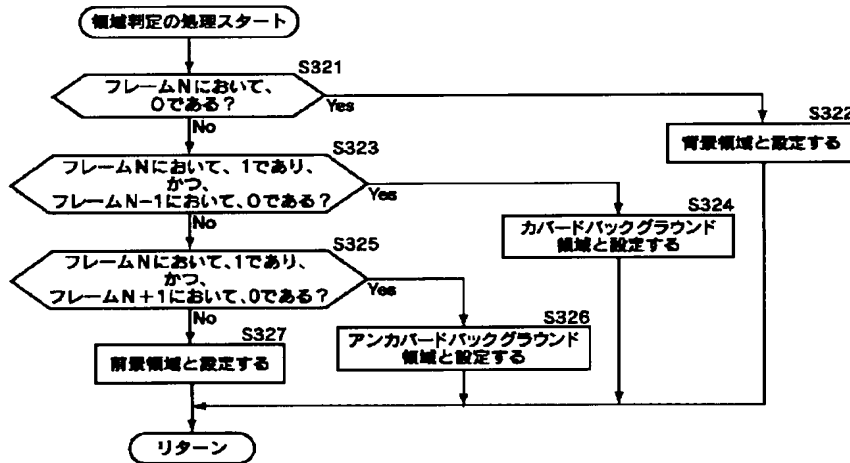 領域判定の処理スタート
S321
フレームNにおいて、
0である？
Yes
No
S322
背景領域と設定する
S323
フレームNにおいて、1であり、
かつ、
フレームN-1において、0である？
Yes
No
S324
カバードバックグラウンド
領域と設定する
S325
フレームNにおいて、1であり、
かつ、
フレームN+1において、0である？
Yes
No
S326
アンカバードバックグラウンド
領域と設定する
S327
前景領域と設定する
リターン